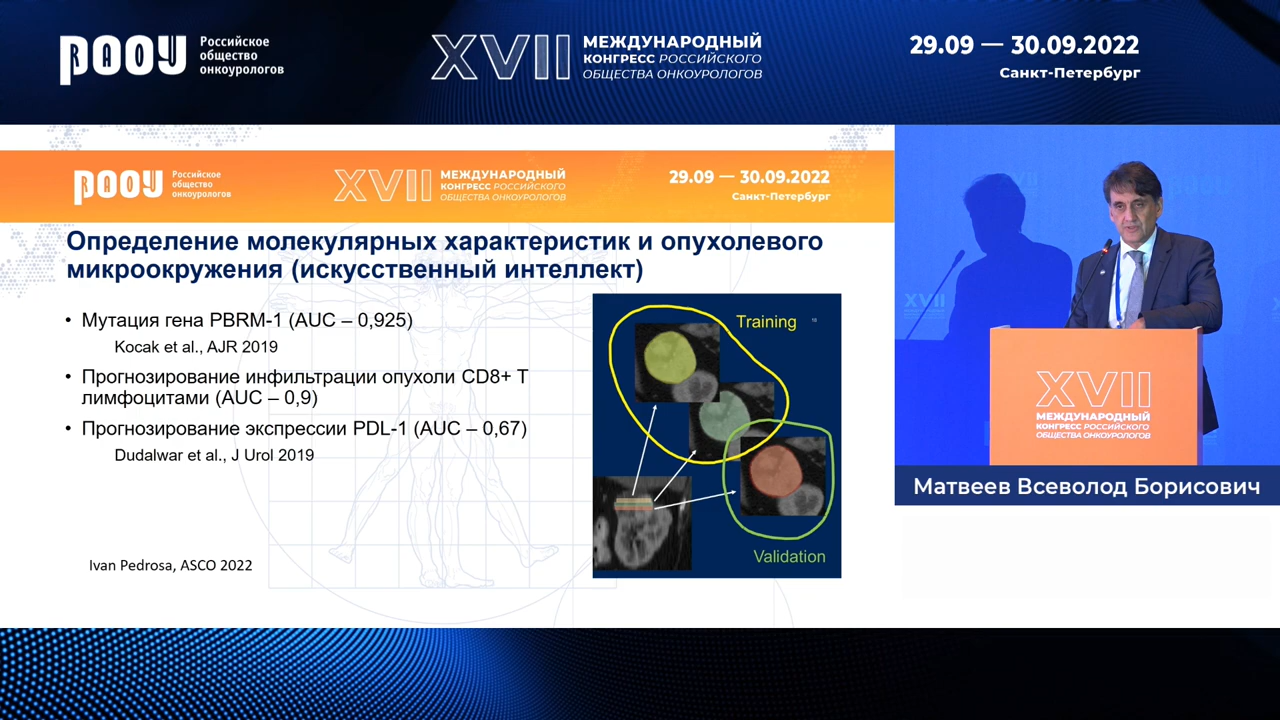 РАОУ
Российское
общество
онкоурологов
XVII
МЕЖДУНАРОДНЫЙ
КОНГРЕСС РОССИЙСКОГО
ОБЩЕСТВА ОНКОУРОЛОГОВ
29.09 — 30.09.2022
Санкт-Петербург
РАОУ
Российское
общество
онкоурологов
XVII
МЕЖДУНАРОДНЫЙ
КОНГРЕСС РОССИЙСКОГО
ОБЩЕСТВА ОНКОУРОЛОГОВ
29.09 — 30.09.2022
Санкт-Петербург
Определение молекулярных характеристик и опухолевого
микроокружения (искусственный интеллект)
• Мутация гена PBRM-1 (AUC – 0,925)
Kocak et al., AJR 2019
• Прогнозирование инфильтрации опухоли CD8+ T
лимфоцитами (AUC – 0,9)
• Прогнозирование экспрессии PDL-1 (AUC – 0,67)
Dudalwar et al., J Urol 2019
Ivan Pedrosa, ASCO 2022
Training
Validation
XVII
XVII
МЕЖДУНАРОДНЫЙ
КОНГРЕСС РОССИЙСКОГО
ОБЩЕСТВА ОНКОУРОЛОГОВ
Матвеев Всеволод Борисович